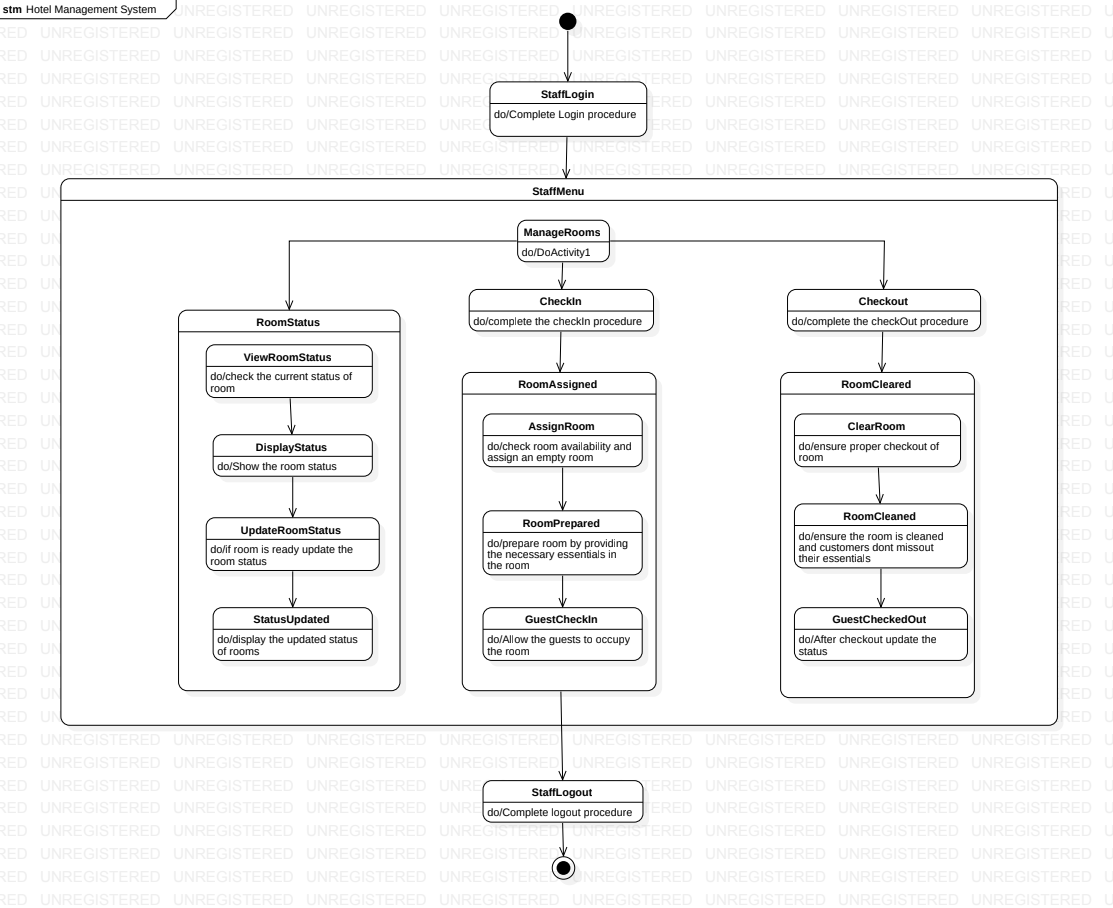 stm Hotel Management System
StaffLogin
do/Complete Login procedure
StaffMenu
ManageRooms
do/DoActivity1
RoomStatus
ViewRoomStatus
do/check the current status of
room
DisplayStatus
do/Show the room status
UpdateRoomStatus
do/if room is ready update the
room status
StatusUpdated
do/display the updated status
of rooms
CheckIn
do/complete the checkIn procedure
RoomAssigned
AssignRoom
do/check room availability and
assign an empty room
RoomPrepared
do/prepare room by providing
the necessary essentials in
the room
GuestCheckIn
do/Allow the guests to occupy
the room
Checkout
do/complete the checkOut procedure
RoomCleared
ClearRoom
do/ensure proper checkout of
room
RoomCleaned
do/ensure the room is cleaned
and customers dont missout
their essentials
GuestCheckedOut
do/After checkout update the
status
StaffLogout
do/Complete logout procedure
UNREGISTERED